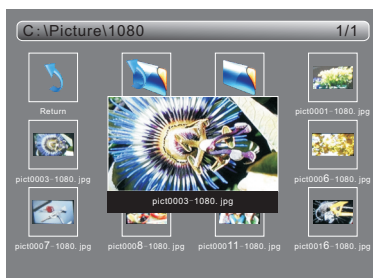 C:\Picture\1080 1/1
Return
pict0001-1080. jpg
pict0003-1080. jpg
pict0003-1080. jpg
pict0006-1080. jpg
pict0007-1080. jpg
pict0008-1080. jpg
pict00011-1080. jpg
pict0016-1080. jpg